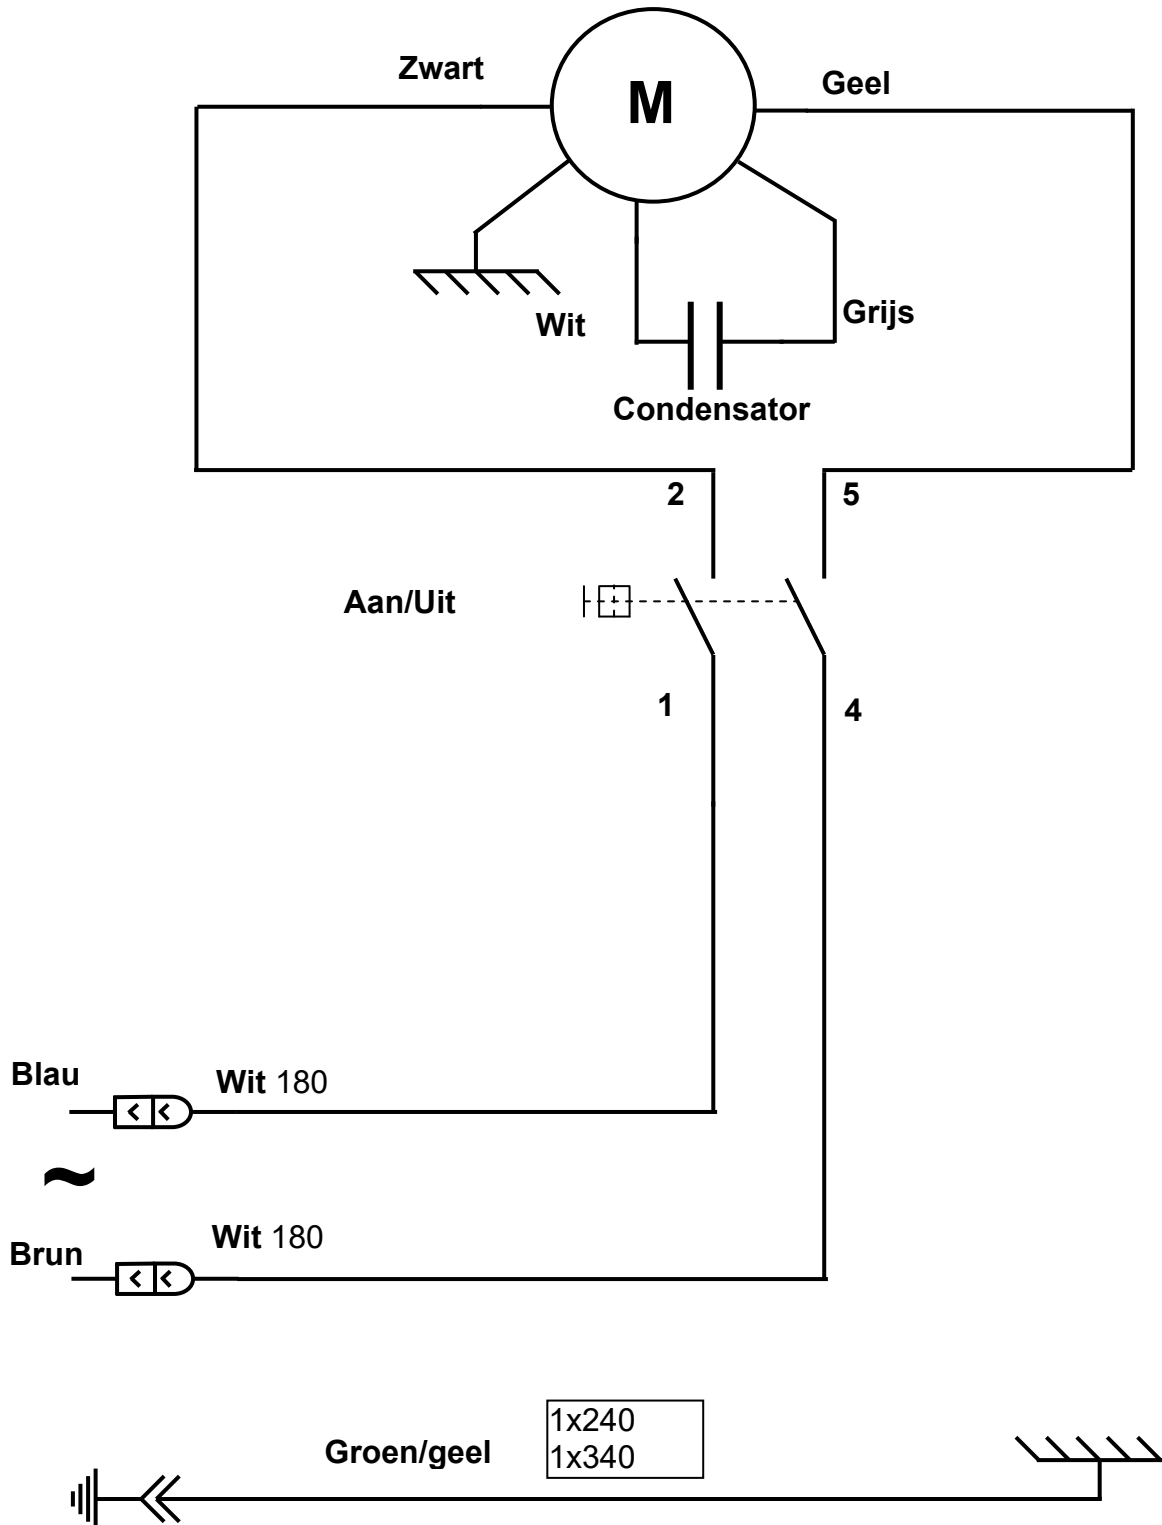 Zwart
M
Geel
Wit
Grijs
Condensator
2
5
Aan/Uit
1
4
Blau
Wit 180
~
Brun
Wit 180
Groen/geel
1x240
1x340